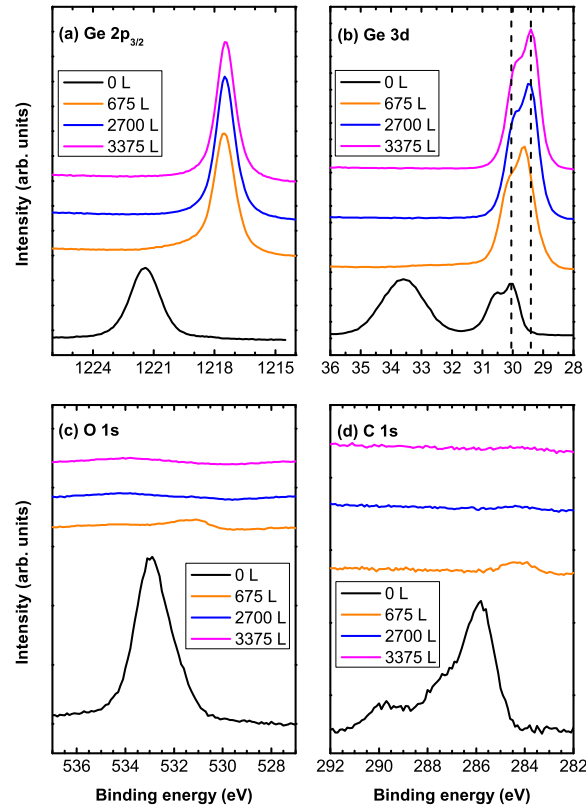 (a) Ge 2p3/2
0 L
675 L
2700 L
3375 L
1224 1221 1218 1215
(b) Ge 3d
0 L
675 L
2700 L
3375 L
36 35 34 33 32 31 30 29 28
Intensity (arb. units)
(c) O 1s
0 L
675 L
2700 L
3375 L
536 534 532 530 528
Binding energy (eV)
(d) C 1s
0 L
675 L
2700 L
3375 L
292 290 288 286 284 282
Binding energy (eV)
Intensity (arb. units)